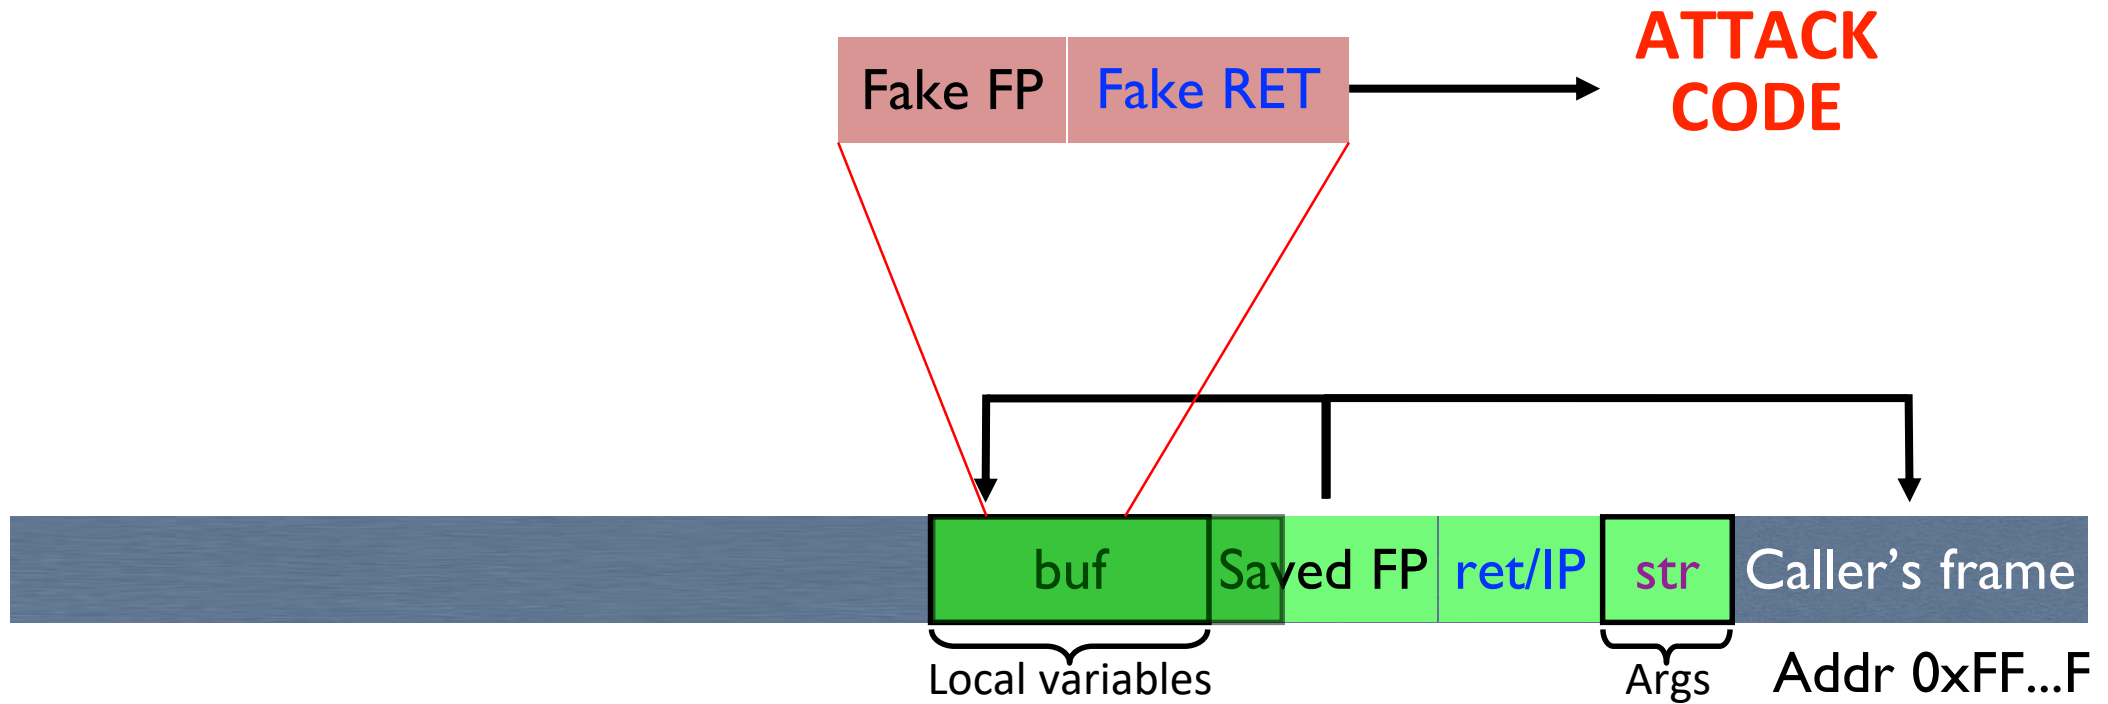 ATTACK
CODE
Fake FP
Fake RET
buf
Saved FP
ret/IP
str
Caller’s frame
Local variables
Args
Addr 0xFF...F